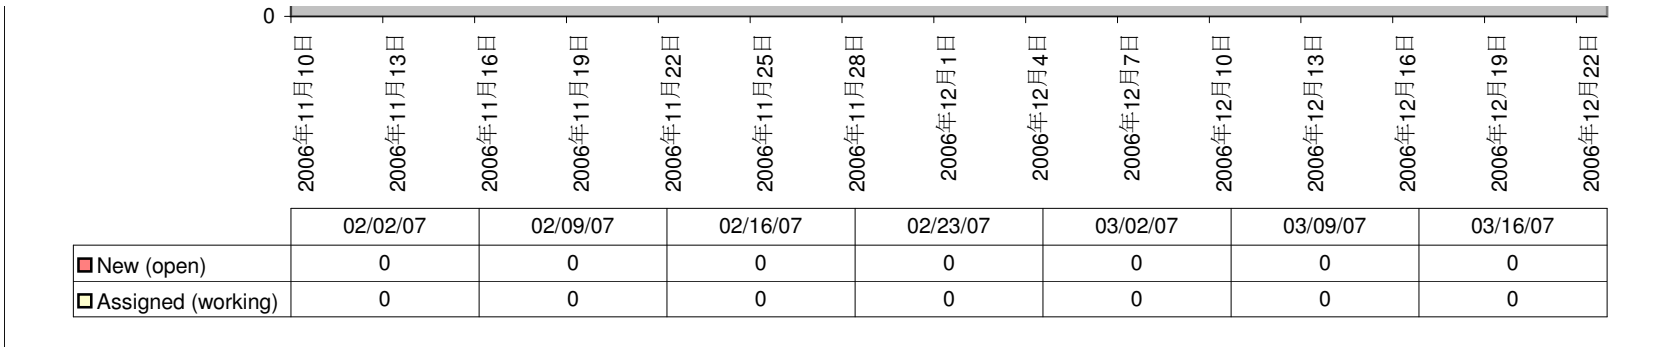 0
2006年11月10日
2006年11月13日
2006年11月16日
2006年11月19日
2006年11月22日
2006年11月25日
2006年11月28日
2006年12月1日
2006年12月4日
2006年12月7日
2006年12月10日
2006年12月13日
2006年12月16日
2006年12月19日
2006年12月22日
02/02/07 02/09/07 02/16/07 02/23/07 03/02/07 03/09/07 03/16/07
New (open) 0 0 0 0 0 0 0
Assigned (working) 0 0 0 0 0 0 0